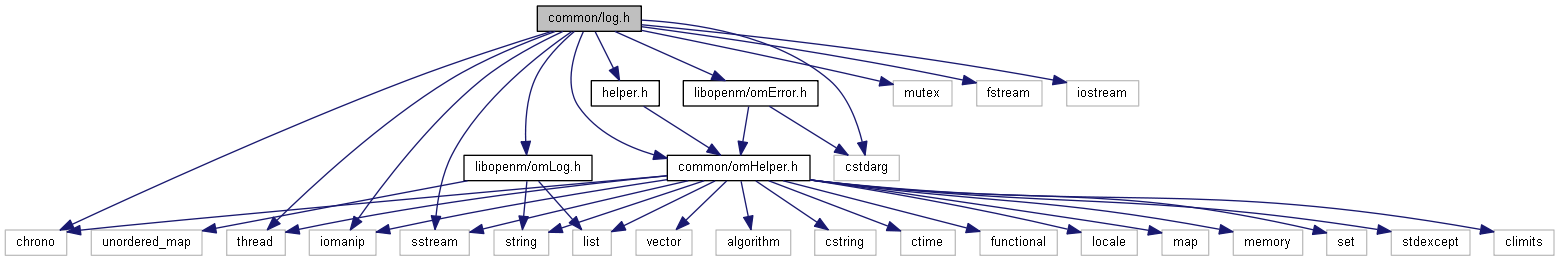 common/log.h
helper.h
libopenm/omError.h
mutex
fstream
iostream
libopenm/omLog.h
common/omHelper.h
cstdarg
chrono
unordered_map
thread
iomanip
sstream
string
list
vector
algorithm
cstring
ctime
functional
locale
map
memory
set
stdexcept
climits